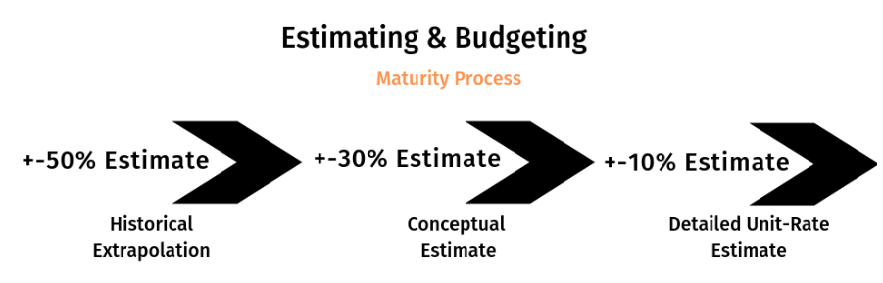 Estimating & Budgeting
Maturity Process
+-50% Estimate
Historical
Extrapolation
+-30% Estimate
Conceptual
Estimate
+-10% Estimate
Detailed Unit-Rate
Estimate